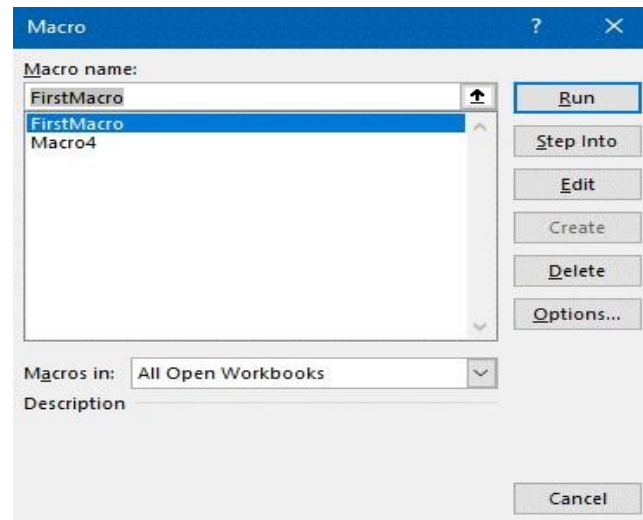 Macro ? ×
Macro name:
FirstMacro
FirstMacro
Macro4
Run
Step Into
Edit
Create
Delete
Options...
Macros in: All Open Workbooks
Description
Cancel